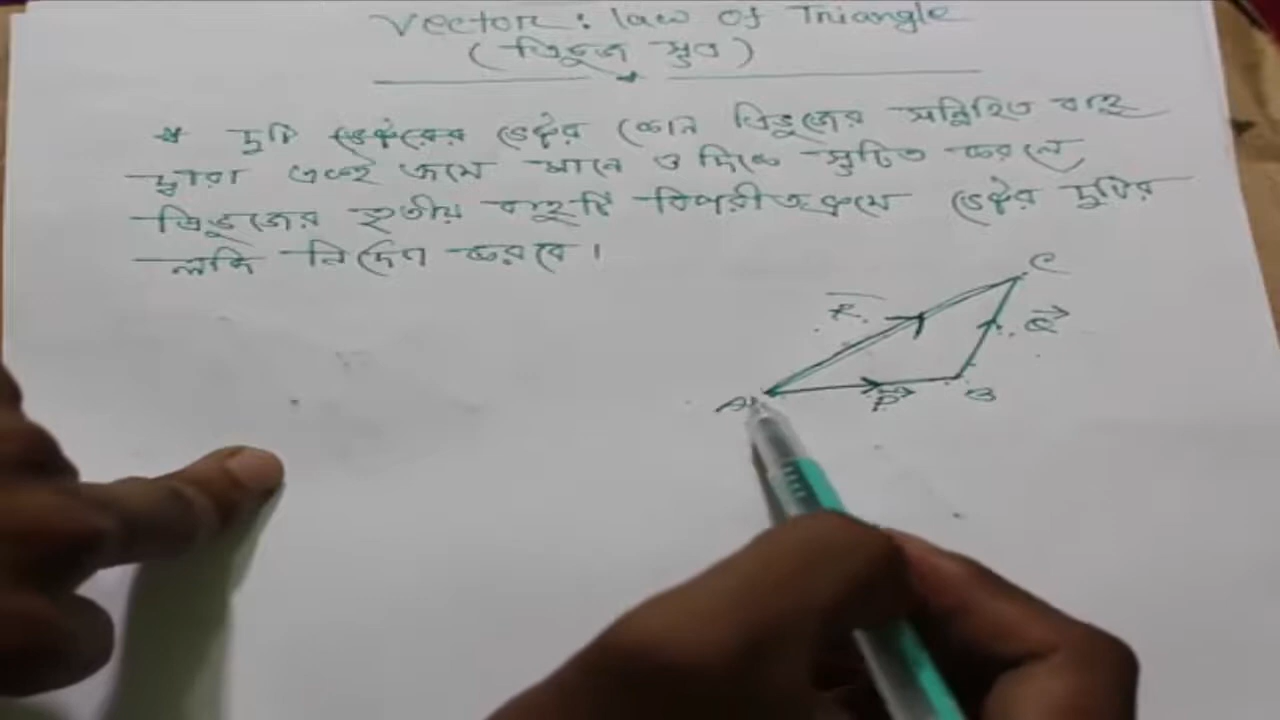 Vector: law of Triangle
(ত্রিভুজ সুত্র)
* দুটি ভেক্টরের ভেক্টর কোন ত্রিভুজের সন্নিহিত বাহু
দ্বারা একই ক্রমে মানে ও দিকে সুচিত করলে
ত্রিভুজের তৃতীয় বাহুটি বিপরীতক্রমে ভেক্টর দুটির
লব্দি নির্দেশ করবে।
C
R
Q
A
P
B